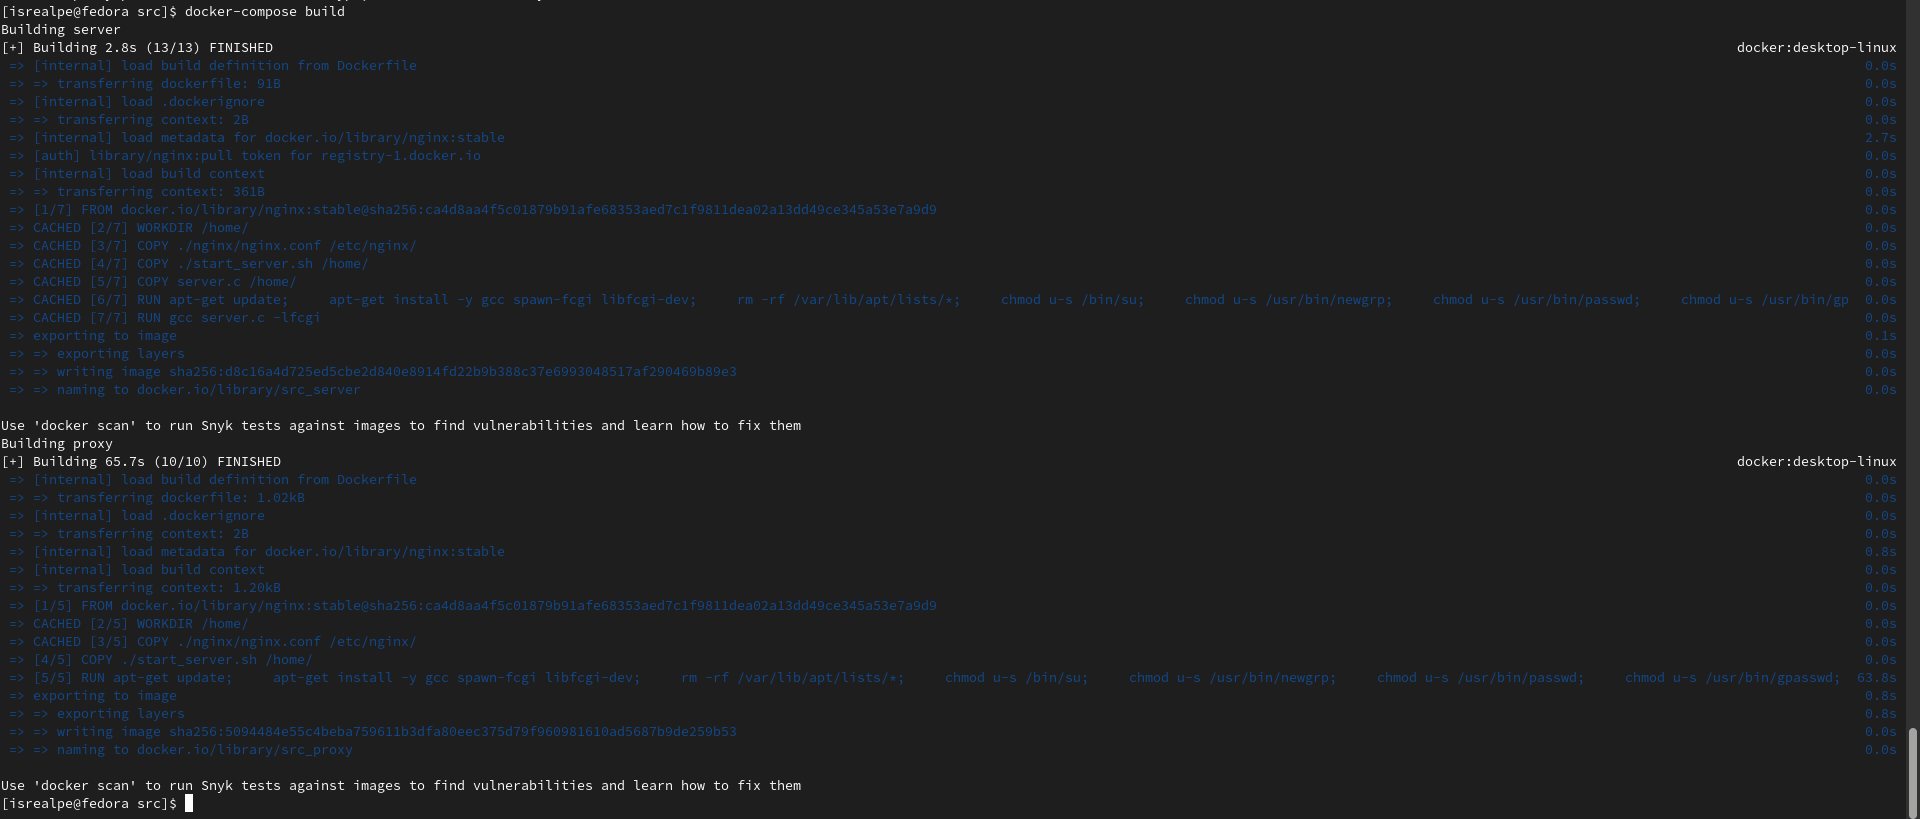 [isrealpe@fedora src]$ docker-compose build
Building server
[+] Building 2.8s (13/13) FINISHED docker:desktop-linux
=> [internal] load build definition from Dockerfile 0.0s
=> => transferring dockerfile: 91B 0.0s
=> [internal] load .dockerignore 0.0s
=> => transferring context: 2B 0.0s
=> [internal] load metadata for docker.io/library/nginx:stable 2.7s
=> [auth] library/nginx:pull token for registry-1.docker.io 0.0s
=> [internal] load build context 0.0s
=> => transferring context: 361B 0.0s
=> [1/7] FROM docker.io/library/nginx:stable@sha256:ca4d8aa4f5c01879b91afe68353aed7c1f9811dea02a13dd49ce345a53e7a9d9 0.0s
=> CACHED [2/7] WORKDIR /home/ 0.0s
=> CACHED [3/7] COPY ./nginx/nginx.conf /etc/nginx/ 0.0s
=> CACHED [4/7] COPY ./start_server.sh /home/ 0.0s
=> CACHED [5/7] COPY server.c /home/ 0.0s
=> CACHED [6/7] RUN apt-get update; apt-get install -y gcc spawn-fcgi libfcgi-dev; rm -rf /var/lib/apt/lists/*; chmod u-s /bin/su; chmod u-s /usr/bin/newgrp; chmod u-s /usr/bin/passwd; chmod u-s /usr/bin/gp 0.0s
=> CACHED [7/7] RUN gcc server.c -lfcgi 0.0s
=> exporting to image 0.1s
=> => exporting layers 0.0s
=> => writing image sha256:d8c16a4d725ed5cbe2d840e8914fd22b9b388c37e6993048517af290469b89e3 0.0s
=> => naming to docker.io/library/src_server 0.0s
Use 'docker scan' to run Snyk tests against images to find vulnerabilities and learn how to fix them
Building proxy
[+] Building 65.7s (10/10) FINISHED docker:desktop-linux
=> [internal] load build definition from Dockerfile 0.0s
=> => transferring dockerfile: 1.02kB 0.0s
=> [internal] load .dockerignore 0.0s
=> => transferring context: 2B 0.0s
=> [internal] load metadata for docker.io/library/nginx:stable 0.8s
=> [internal] load build context 0.0s
=> => transferring context: 1.20kB 0.0s
=> [1/5] FROM docker.io/library/nginx:stable@sha256:ca4d8aa4f5c01879b91afe68353aed7c1f9811dea02a13dd49ce345a53e7a9d9 0.0s
=> CACHED [2/5] WORKDIR /home/ 0.0s
=> CACHED [3/5] COPY ./nginx/nginx.conf /etc/nginx/ 0.0s
=> [4/5] COPY ./start_server.sh /home/ 0.0s
=> [5/5] RUN apt-get update; apt-get install -y gcc spawn-fcgi libfcgi-dev; rm -rf /var/lib/apt/lists/*; chmod u-s /bin/su; chmod u-s /usr/bin/newgrp; chmod u-s /usr/bin/passwd; chmod u-s /usr/bin/gpasswd; 63.8s
=> exporting to image 0.8s
=> => exporting layers 0.8s
=> => writing image sha256:5094484e55c4beba759611b3dfa80eec375d79f960981610ad5687b9de259b53 0.0s
=> => naming to docker.io/library/src_proxy 0.0s
Use 'docker scan' to run Snyk tests against images to find vulnerabilities and learn how to fix them
[isrealpe@fedora src]$